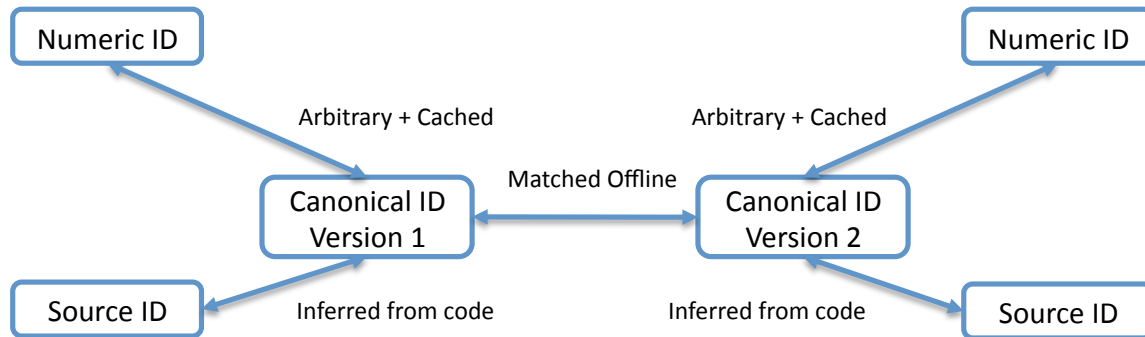 Numeric ID
Numeric ID
Arbitrary + Cached
Arbitrary + Cached
Matched Offline
Canonical ID
Version 1
Canonical ID
Version 2
Source ID
Inferred from code
Inferred from code
Source ID